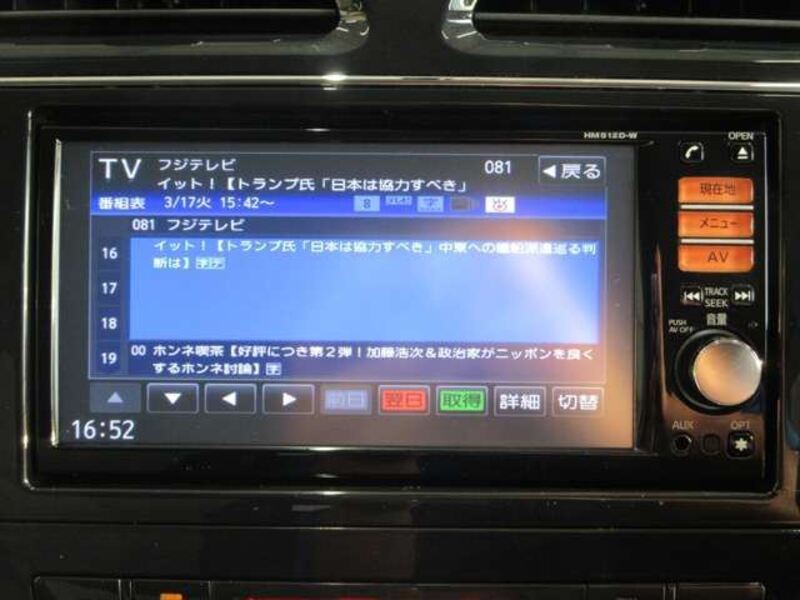 HM512D-W
OPEN
TV フジテレビ 081 ◀戻る
イット!【トランプ氏「日本は協力すべき」
番組表 3/17火 15:42～ 8 字
081 フジテレビ
16 イット!【トランプ氏「日本は協力すべき」中東への艦船派遣巡る判
断は】字デ
17
18
19 00 ホンネ喫茶【好評につき第2弾!加藤浩次&政治家がニッポンを良く
するホンネ討論】字
▲ ▼ ◀ ▶ 前日 翌日 取得 詳細 切替
16:52
現在地
メニュー
AV
TRACK
SEEK
音量
PUSH
AV OFF
AUX
OPT